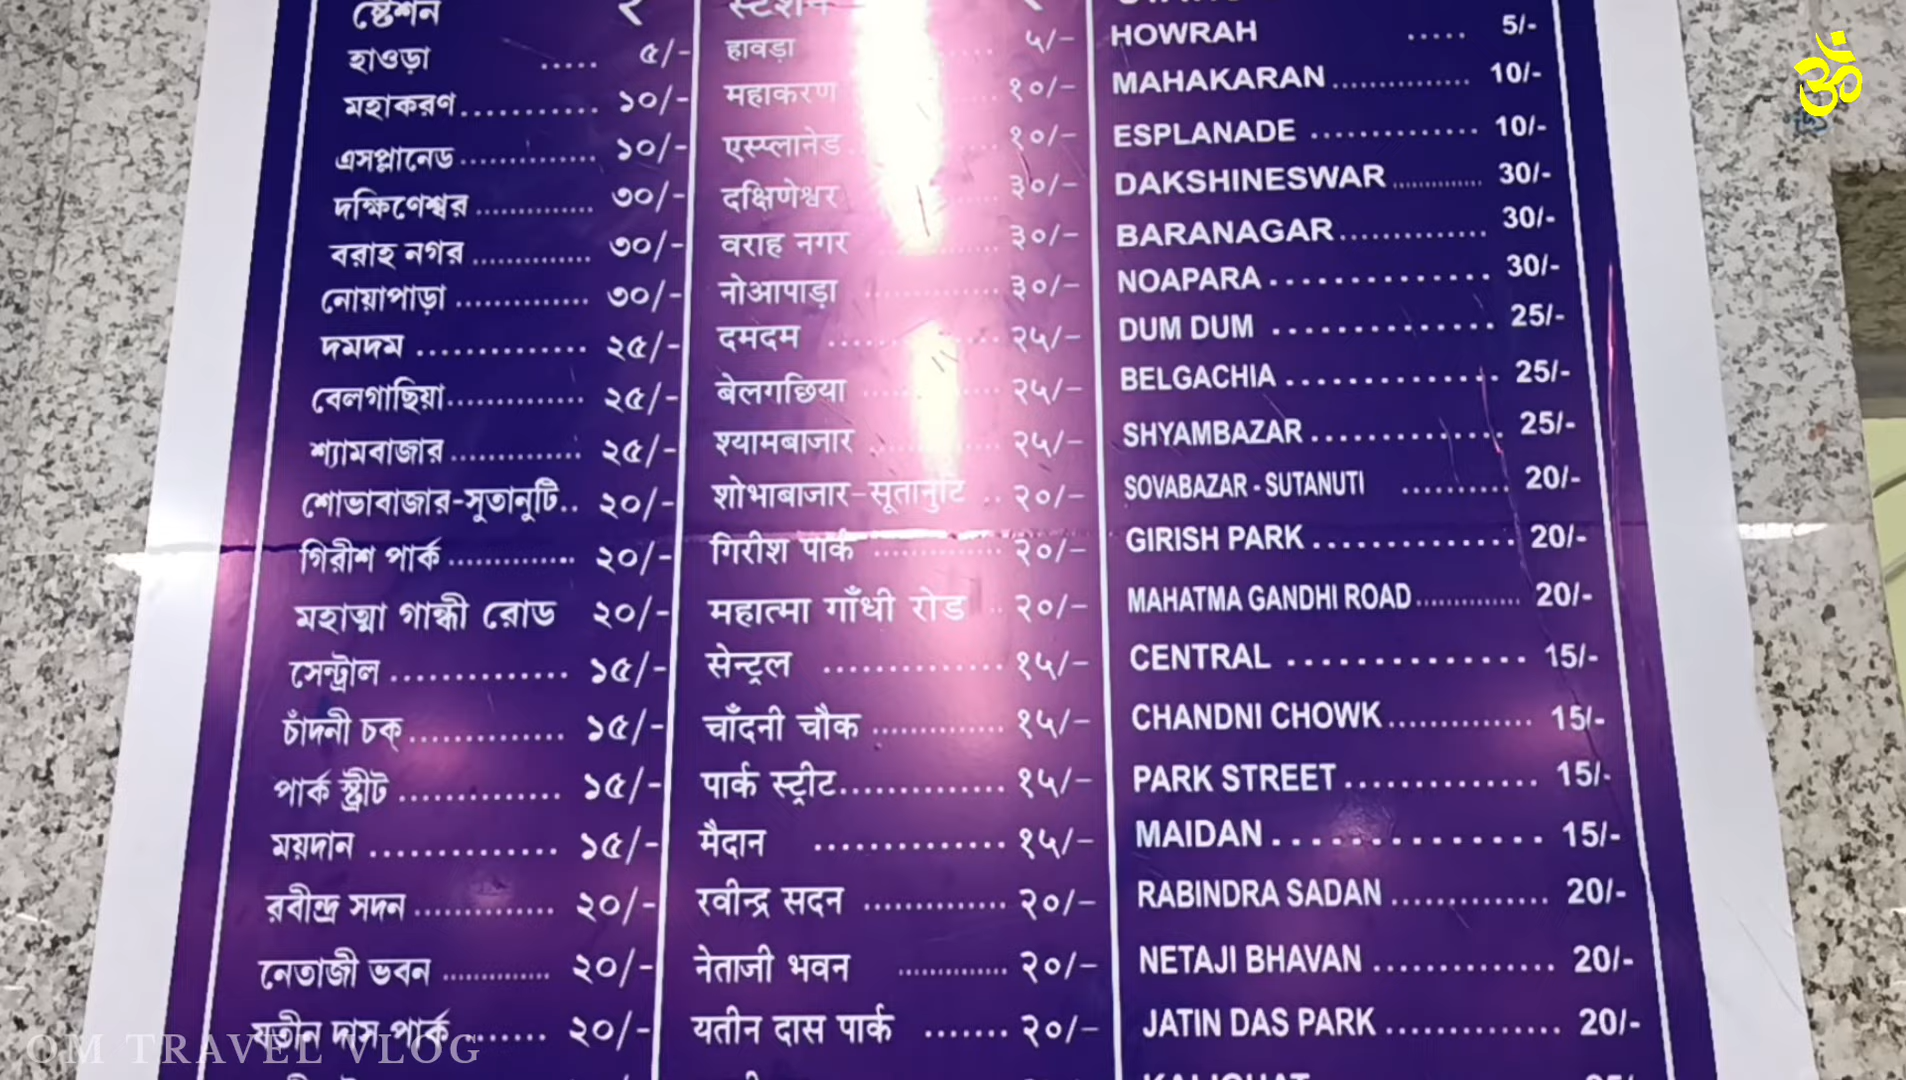 ষ্টেশন
হাওড়া ..... ৫/-
মহাকরণ ............ ১০/-
এসপ্লানেড ............ ১০/-
দক্ষিণেশ্বর ............ ৩০/-
বরাহ নগর ............ ৩০/-
নোয়াপাড়া ............ ৩০/-
দমদম ............ ২৫/-
বেলগাছিয়া ............ ২৫/-
শ্যামবাজার ............ ২৫/-
শোভাবাজার-সুতানুটি.. ২০/-
গিরীশ পার্ক ............ ২০/-
মহাত্মা গান্ধী রোড ২০/-
সেন্ট্রাল ............ ১৫/-
চাঁদনী চক্ ............ ১৫/-
পার্ক ষ্ট্রীট ............ ১৫/-
ময়দান ............ ১৫/-
রবীন্দ্র সদন ............ ২০/-
নেতাজী ভবন ............ ২০/-
যতীন দাস পার্ক ....... ২০/-
स्टेशन
हावड़ा .... ५/-
महाकरण .... १०/-
एस्प्लानेड .... १०/-
दक्षिणेश्वर .... ३०/-
वराह नगर ............ ३०/-
नोआपाड़ा ............ ३०/-
दमदम ............ २५/-
बेलगछिया ............ २५/-
श्यामबाजार ............ २५/-
शोभाबाजार-सूतानुटि .. २०/-
गिरीश पार्क ............ २०/-
महात्मा गाँधी रोड .. २०/-
सेन्ट्रल ............ १५/-
चाँदनी चौक ............ १५/-
पार्क स्ट्रीट ............ १५/-
मैदान ............ १५/-
रवीन्द्र सदन ............ २०/-
नेताजी भवन ............ २०/-
यतीन दास पार्क ....... २०/-
HOWRAH ..... 5/-
MAHAKARAN ............ 10/-
ESPLANADE ............ 10/-
DAKSHINESWAR ............ 30/-
BARANAGAR ............ 30/-
NOAPARA ............ 30/-
DUM DUM ............ 25/-
BELGACHIA ............ 25/-
SHYAMBAZAR ............ 25/-
SOVABAZAR - SUTANUTI .......... 20/-
GIRISH PARK ............ 20/-
MAHATMA GANDHI ROAD ............ 20/-
CENTRAL ............ 15/-
CHANDNI CHOWK ............ 15/-
PARK STREET ............ 15/-
MAIDAN ............ 15/-
RABINDRA SADAN ............ 20/-
NETAJI BHAVAN ............ 20/-
JATIN DAS PARK ............ 20/-
KALIGHAT
ॐ
OM TRAVEL VLOG